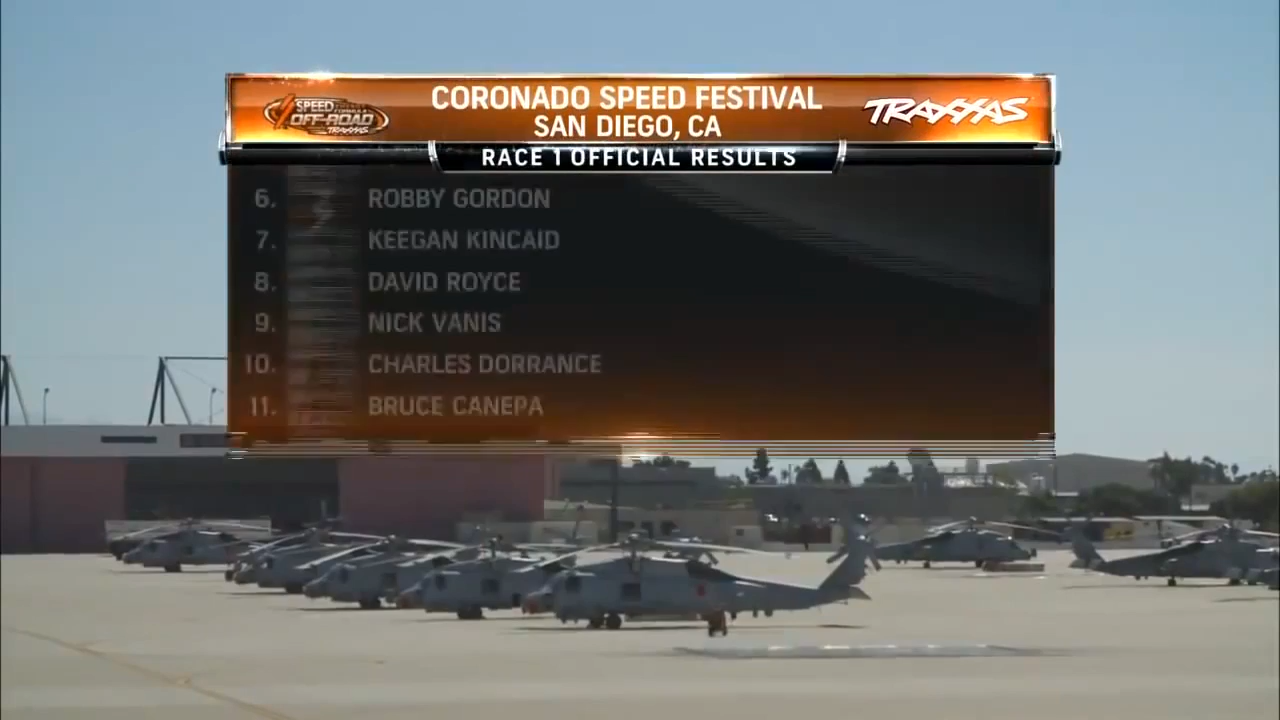 SPEED
OFF-ROAD
TRAXXAS
CORONADO SPEED FESTIVAL
SAN DIEGO, CA
TRAXXAS
RACE 1 OFFICIAL RESULTS
6. ROBBY GORDON
7. KEEGAN KINCAID
8. DAVID ROYCE
9. NICK VANIS
10. CHARLES DORRANCE
11. BRUCE CANEPA